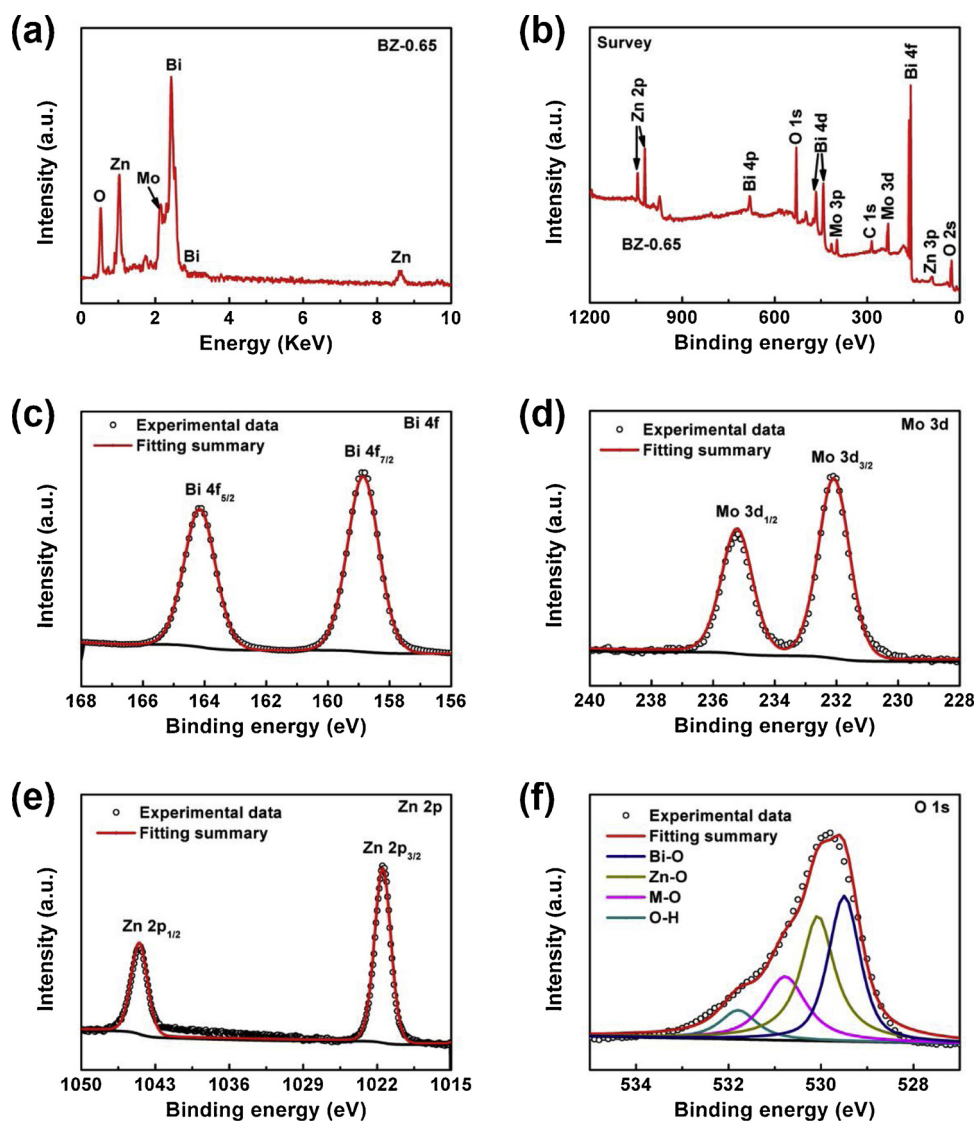 (a)
BZ-0.65
Bi
Zn
O
Mo
Bi
Zn
Intensity (a.u.)
0 2 4 6 8 10
Energy (KeV)
(b)
Survey
Zn 2p
Bi 4p
O 1s
Bi 4d
Mo 3p
C 1s
Mo 3d
Bi 4f
Zn 3p
O 2s
BZ-0.65
Intensity (a.u.)
1200 900 600 300 0
Binding energy (eV)
(c)
Experimental data
Fitting summary
Bi 4f
Bi 4f5/2
Bi 4f7/2
Intensity (a.u.)
168 166 164 162 160 158 156
Binding energy (eV)
(d)
Experimental data
Fitting summary
Mo 3d
Mo 3d1/2
Mo 3d3/2
Intensity (a.u.)
240 238 236 234 232 230 228
Binding energy (eV)
(e)
Experimental data
Fitting summary
Zn 2p
Zn 2p1/2
Zn 2p3/2
Intensity (a.u.)
1050 1043 1036 1029 1022 1015
Binding energy (eV)
(f)
Experimental data
Fitting summary
Bi-O
Zn-O
M-O
O-H
O 1s
Intensity (a.u.)
534 532 530 528
Binding energy (eV)